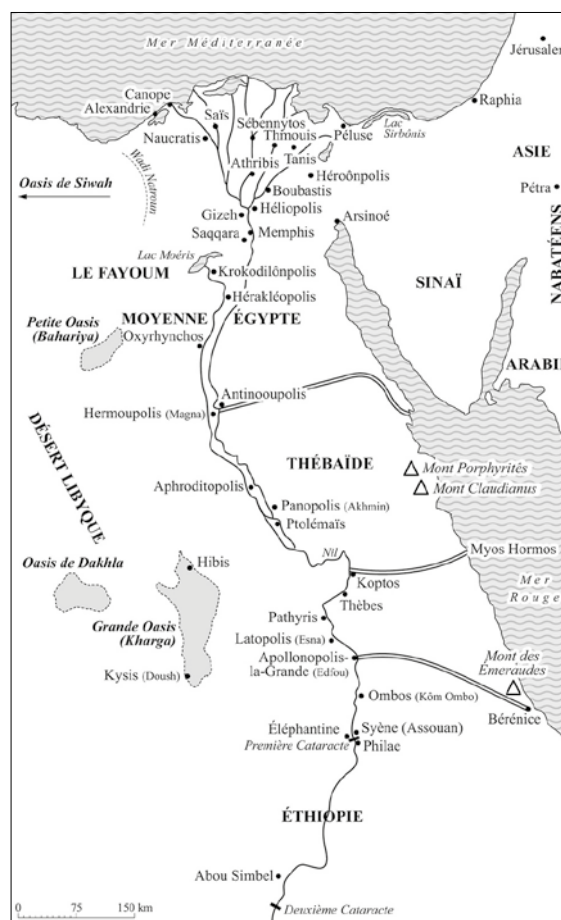 Mer Méditerranée
Jérusalem
Canope
Alexandrie
Raphia
Saïs
Sébennytos
Thmouis
Péluse
Lac
Sirbônis
Naucratis
Tanis
Athribis
ASIE
Wadi Natroun
Héroônpolis
Oasis de Siwah
Boubastis
Pétra
Héliopolis
Gizeh
Arsinoé
Saqqara
Memphis
NABATÉENS
Lac Moéris
LE FAYOUM
Krokodilônpolis
SINAÏ
Hérakléopolis
Petite Oasis
(Bahariya)
MOYENNE ÉGYPTE
Oxyrhynchos
ARABIE
Antinooupolis
Hermoupolis (Magna)
DÉSERT LIBYQUE
THÉBAÏDE
Mont Porphyritès
Mont Claudianus
Aphroditopolis
Panopolis (Akhmin)
Ptolémaïs
Nil
Myos Hormos
Oasis de Dakhla
Hibis
Koptos
Mer
Rouge
Thèbes
Grande Oasis
(Kharga)
Pathyris
Latopolis (Esna)
Apollonopolis-
la-Grande (Edfou)
Mont des
Émeraudes
Kysis (Doush)
Ombos (Kôm Ombo)
Bérénice
Éléphantine
Syène (Assouan)
Première Cataracte
Philae
ÉTHIOPIE
Abou Simbel
0 75 150 km
Deuxième Cataracte